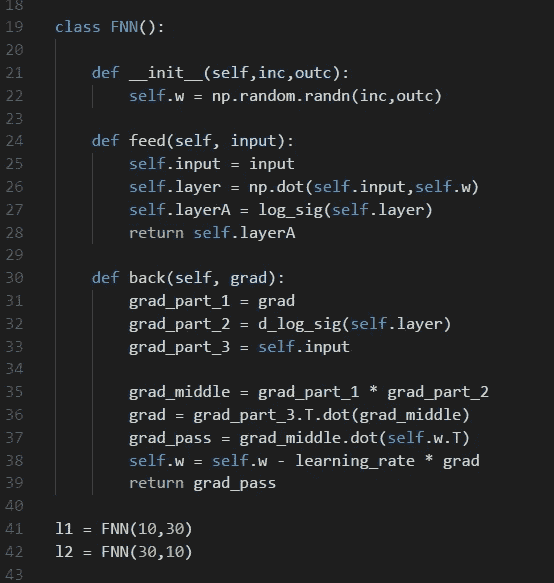 18
19 class FNN():
20
21     def __init__(self,inc,outc):
22         self.w = np.random.randn(inc,outc)
23
24     def feed(self, input):
25         self.input = input
26         self.layer = np.dot(self.input,self.w)
27         self.layerA = log_sig(self.layer)
28         return self.layerA
29
30     def back(self, grad):
31         grad_part_1 = grad
32         grad_part_2 = d_log_sig(self.layer)
33         grad_part_3 = self.input
34
35         grad_middle = grad_part_1 * grad_part_2
36         grad = grad_part_3.T.dot(grad_middle)
37         grad_pass = grad_middle.dot(self.w.T)
38         self.w = self.w - learning_rate * grad
39         return grad_pass
40
41 l1 = FNN(10,30)
42 l2 = FNN(30,10)
43